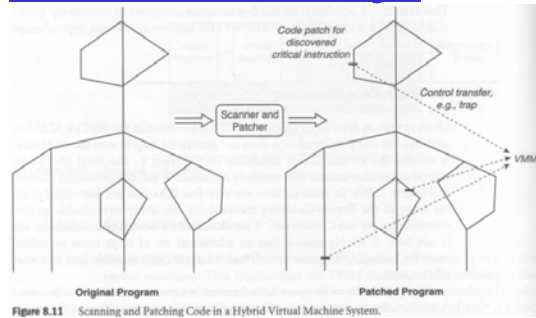 Code patch for
discovered
critical instruction
Control transfer,
e.g., trap
Scanner and
Patcher
VMM
Original Program
Patched Program
Figure 8.11 Scanning and Patching Code in a Hybrid Virtual Machine System.